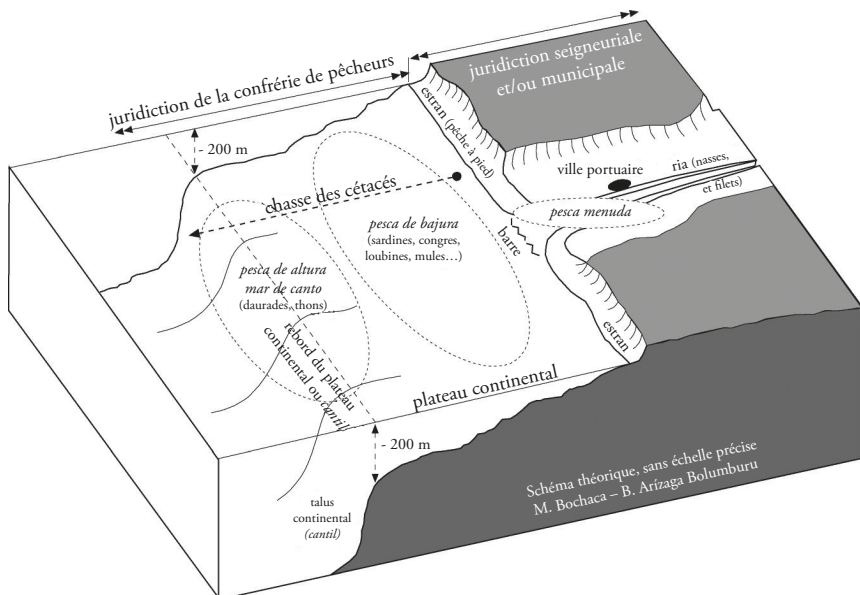 juridiction de la confrérie de pêcheurs
juridiction seigneuriale
et/ou municipale
- 200 m
estran (pêche à pied)
chasse des cétacés
ville portuaire
ria (nasses,
et filets)
pesca menuda
barre
pesca de bajura
(sardines, congres,
loubines, mules…)
pesca de altura
mar de canto
(daurades, thons)
rebord du plateau
continental ou cantil
estran
plateau continental
- 200 m
talus
continental
(cantil)
Schéma théorique, sans échelle précise
M. Bochaca – B. Arízaga Bolumburu